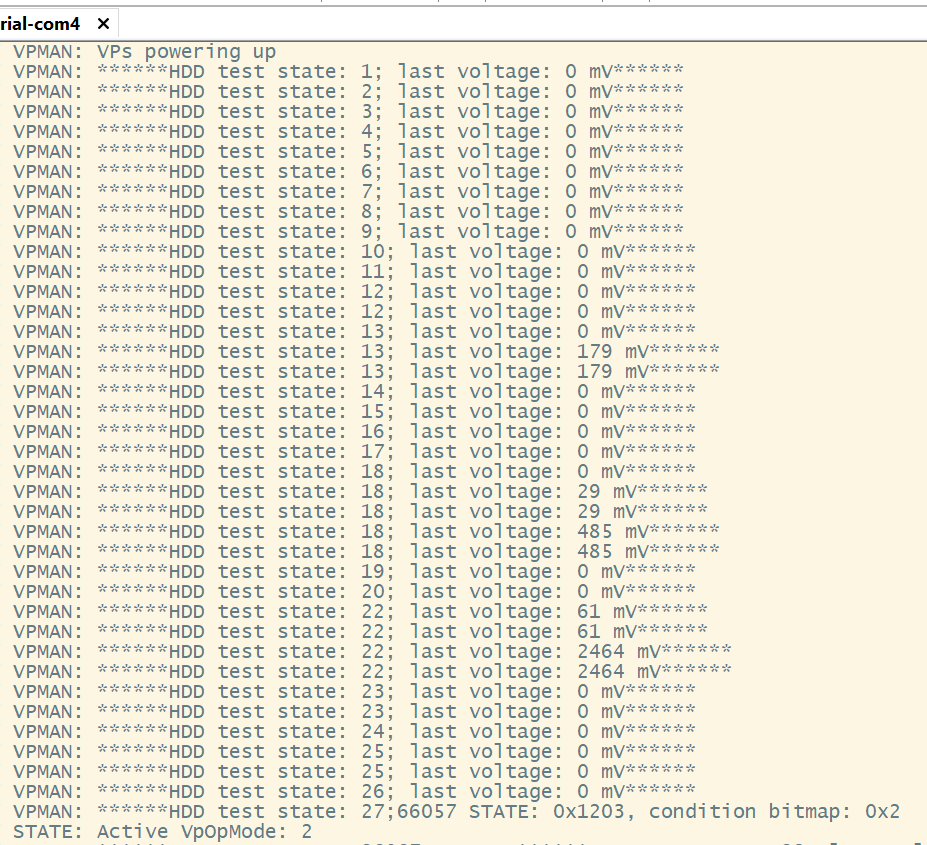 rial-com4 ×
VPMAN: VPs powering up
VPMAN: ******HDD test state: 1; last voltage: 0 mV******
VPMAN: ******HDD test state: 2; last voltage: 0 mV******
VPMAN: ******HDD test state: 3; last voltage: 0 mV******
VPMAN: ******HDD test state: 4; last voltage: 0 mV******
VPMAN: ******HDD test state: 5; last voltage: 0 mV******
VPMAN: ******HDD test state: 6; last voltage: 0 mV******
VPMAN: ******HDD test state: 7; last voltage: 0 mV******
VPMAN: ******HDD test state: 8; last voltage: 0 mV******
VPMAN: ******HDD test state: 9; last voltage: 0 mV******
VPMAN: ******HDD test state: 10; last voltage: 0 mV******
VPMAN: ******HDD test state: 11; last voltage: 0 mV******
VPMAN: ******HDD test state: 12; last voltage: 0 mV******
VPMAN: ******HDD test state: 12; last voltage: 0 mV******
VPMAN: ******HDD test state: 13; last voltage: 0 mV******
VPMAN: ******HDD test state: 13; last voltage: 179 mV******
VPMAN: ******HDD test state: 13; last voltage: 179 mV******
VPMAN: ******HDD test state: 14; last voltage: 0 mV******
VPMAN: ******HDD test state: 15; last voltage: 0 mV******
VPMAN: ******HDD test state: 16; last voltage: 0 mV******
VPMAN: ******HDD test state: 17; last voltage: 0 mV******
VPMAN: ******HDD test state: 18; last voltage: 0 mV******
VPMAN: ******HDD test state: 18; last voltage: 29 mV******
VPMAN: ******HDD test state: 18; last voltage: 29 mV******
VPMAN: ******HDD test state: 18; last voltage: 485 mV******
VPMAN: ******HDD test state: 18; last voltage: 485 mV******
VPMAN: ******HDD test state: 19; last voltage: 0 mV******
VPMAN: ******HDD test state: 20; last voltage: 0 mV******
VPMAN: ******HDD test state: 22; last voltage: 61 mV******
VPMAN: ******HDD test state: 22; last voltage: 61 mV******
VPMAN: ******HDD test state: 22; last voltage: 2464 mV******
VPMAN: ******HDD test state: 22; last voltage: 2464 mV******
VPMAN: ******HDD test state: 23; last voltage: 0 mV******
VPMAN: ******HDD test state: 23; last voltage: 0 mV******
VPMAN: ******HDD test state: 24; last voltage: 0 mV******
VPMAN: ******HDD test state: 25; last voltage: 0 mV******
VPMAN: ******HDD test state: 25; last voltage: 0 mV******
VPMAN: ******HDD test state: 26; last voltage: 0 mV******
VPMAN: ******HDD test state: 27;66057 STATE: 0x1203, condition bitmap: 0x2
STATE: Active VpOpMode: 2